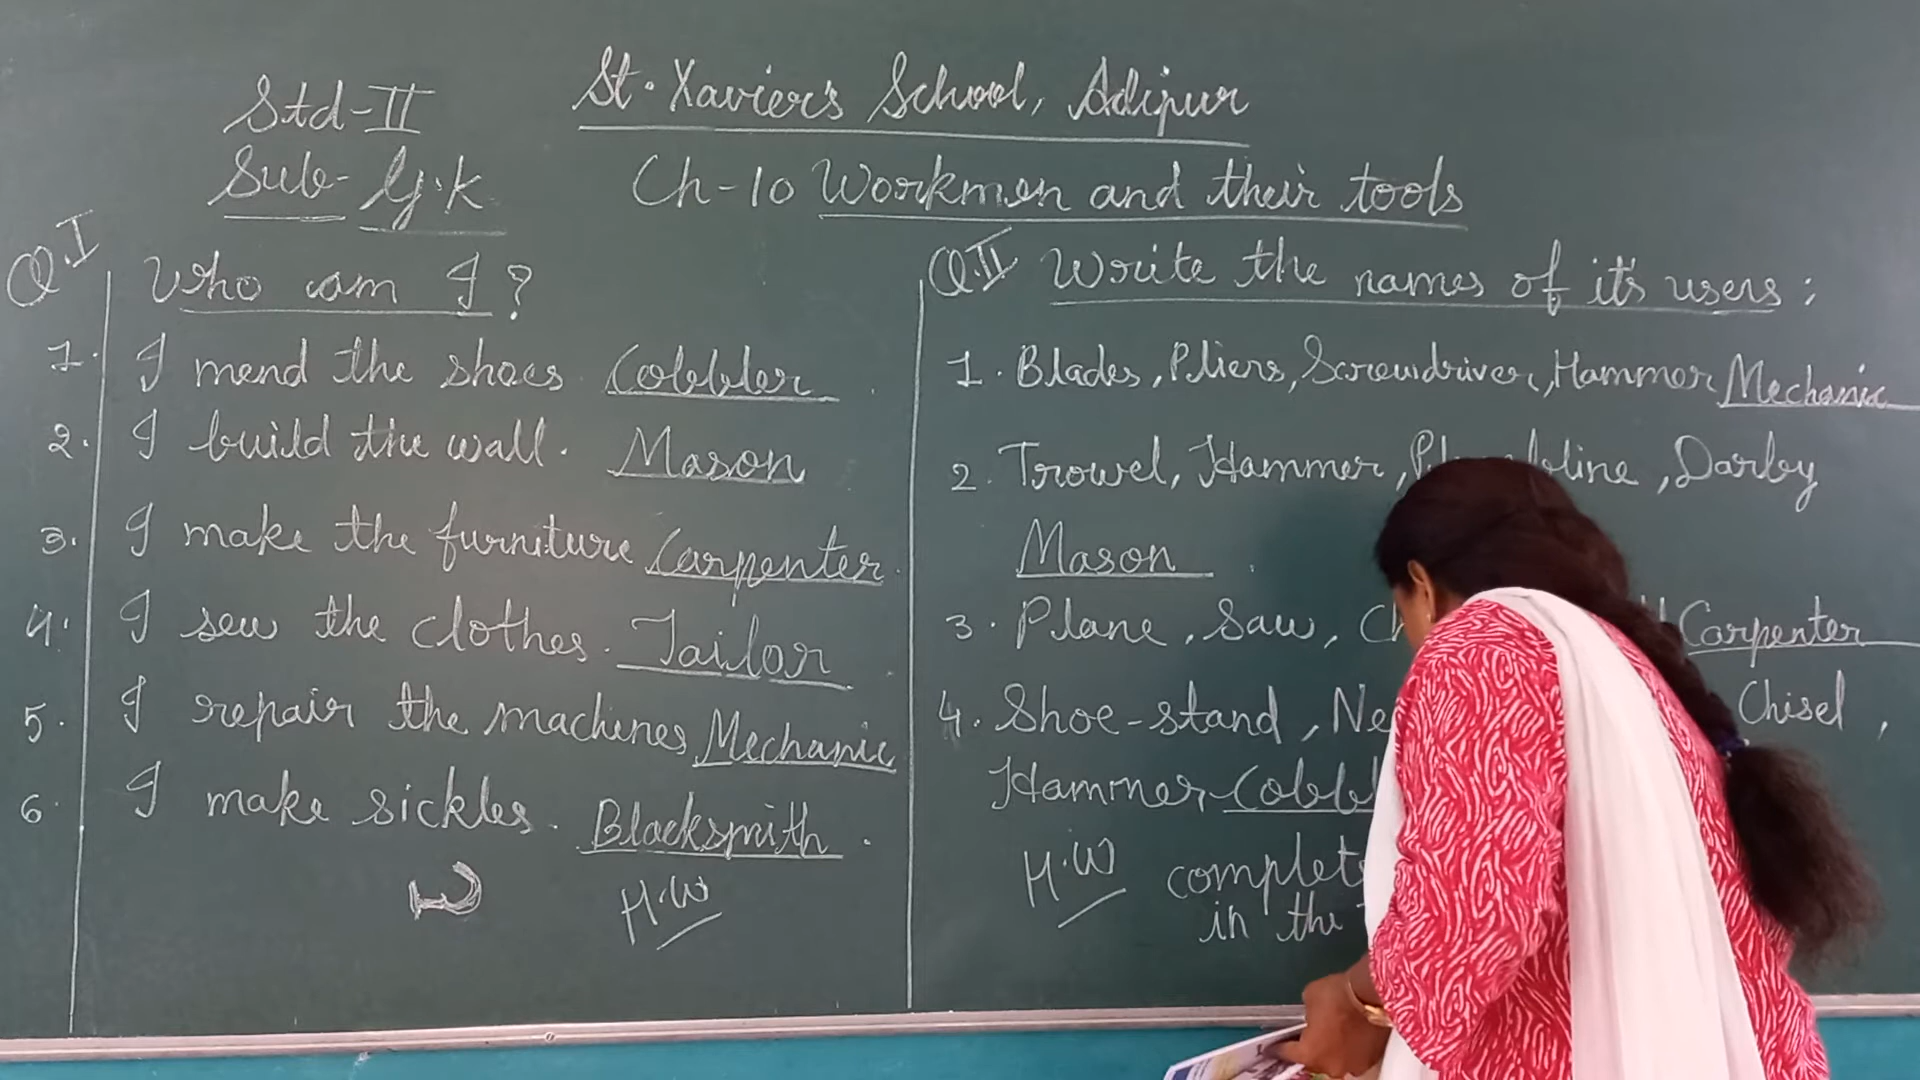 St. Xavier's School, Adipur
Std-II
Sub- G.K
Ch-10 Workmen and their tools
Q.I Who am I?
1. I mend the shoes Cobbler.
2. I build the wall. Mason
3. I make the furniture Carpenter.
4. I sew the clothes. Tailor
5. I repair the machines Mechanic
6. I make sickles. Blacksmith.
H.W
Q.II Write the names of it's users:
1. Blades, Pliers, Screwdriver, Hammer Mechanic
2. Trowel, Hammer, Darby
Mason.
3. Plane, Saw, Carpenter
4. Shoe-stand, Chisel,
Hammer
H.W
in the